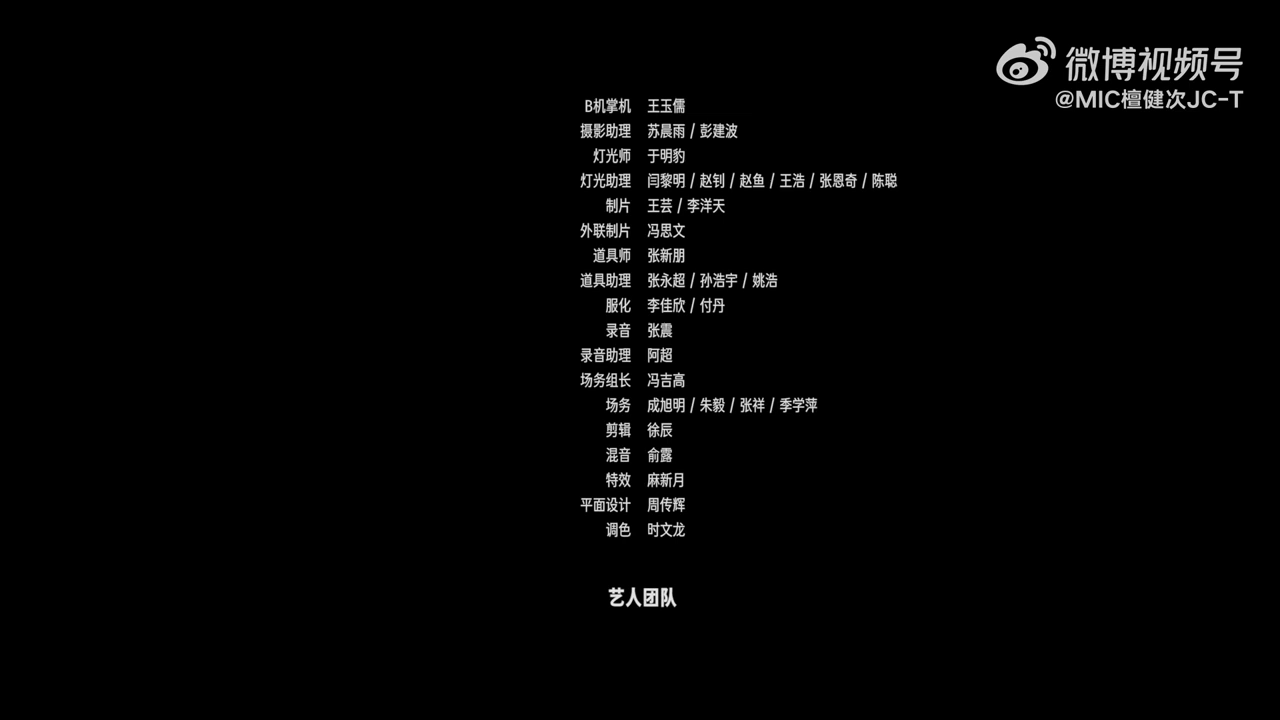 微博视频号
@MIC檀健次JC-T
B机掌机 王玉儒
摄影助理 苏晨雨 / 彭建波
灯光师 于明豹
灯光助理 闫黎明 / 赵钊 / 赵鱼 / 王浩 / 张恩奇 / 陈聪
制片 王芸 / 李洋天
外联制片 冯思文
道具师 张新朋
道具助理 张永超 / 孙浩宇 / 姚浩
服化 李佳欣 / 付丹
录音 张震
录音助理 阿超
场务组长 冯吉高
场务 成旭明 / 朱毅 / 张祥 / 季学萍
剪辑 徐辰
混音 俞露
特效 麻新月
平面设计 周传辉
调色 时文龙
艺人团队